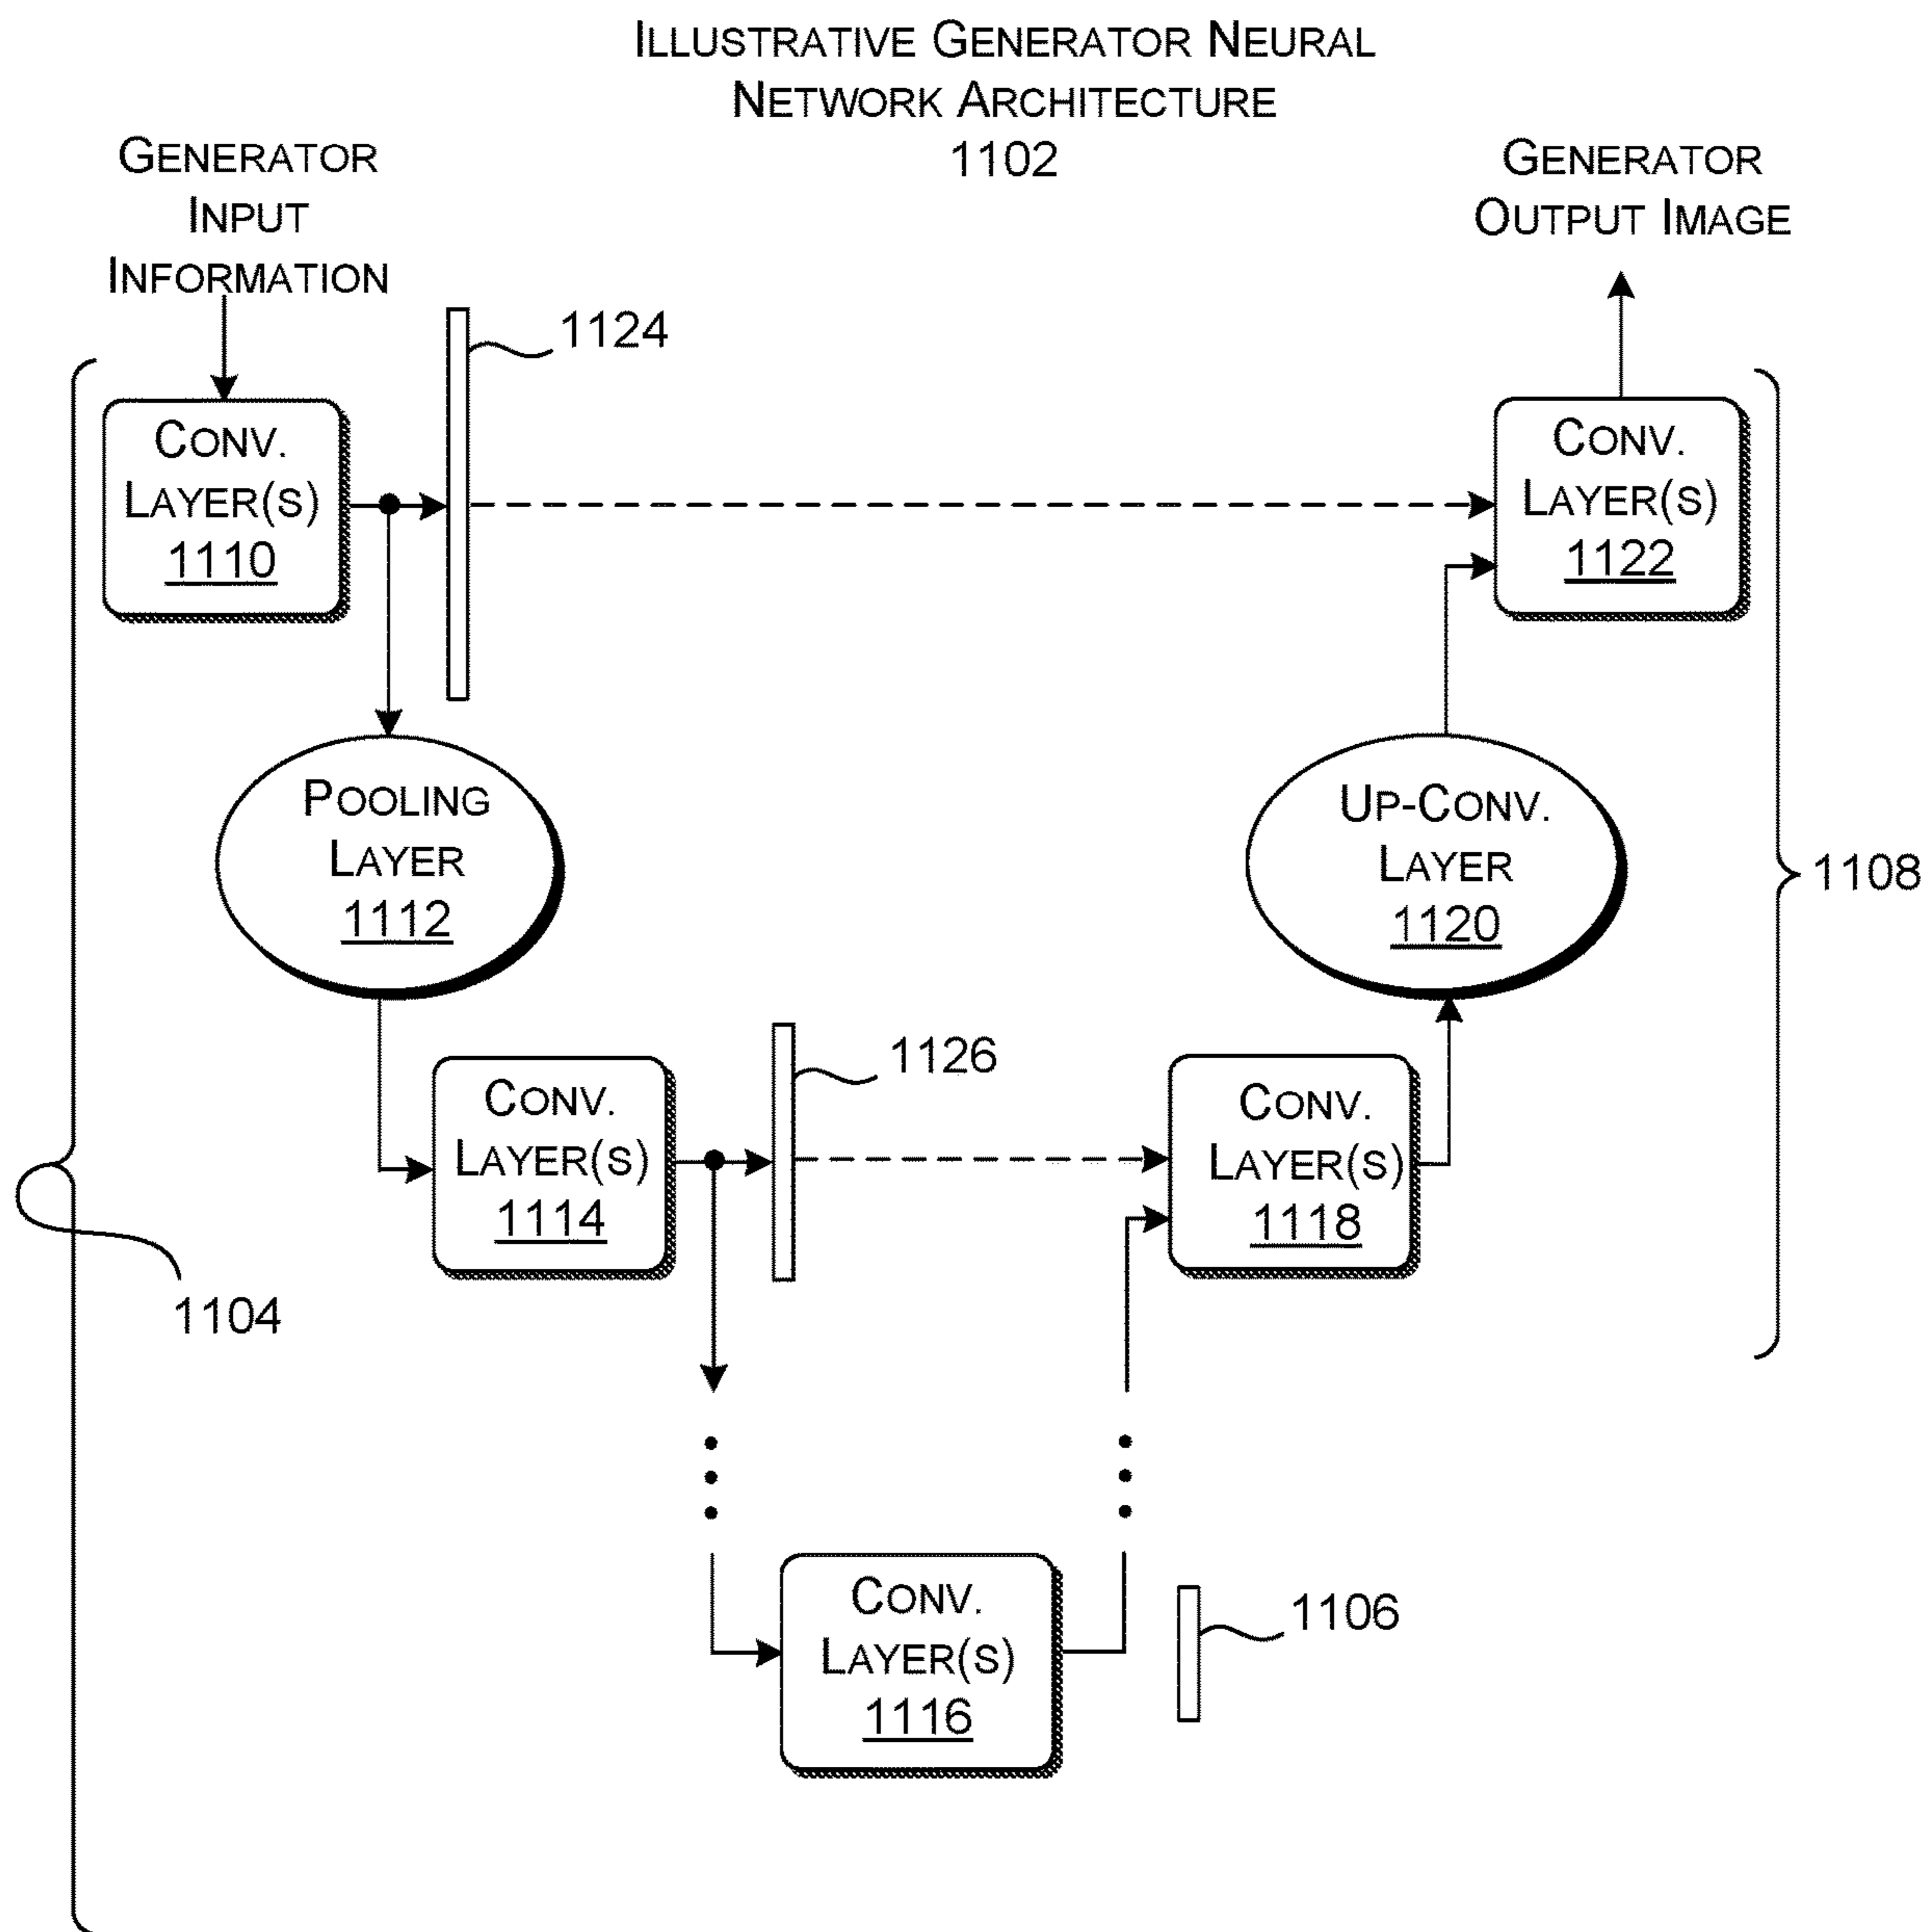 ILLUSTRATIVE GENERATOR NEURAL
NETWORK ARCHITECTURE
1102
GENERATOR
INPUT
INFORMATION
GENERATOR
OUTPUT IMAGE
1124
CONV.
LAYER(S)
1110
CONV.
LAYER(S)
1122
POOLING
LAYER
1112
UP-CONV.
LAYER
1120
1108
1126
CONV.
LAYER(S)
1114
CONV.
LAYER(S)
1118
1104
CONV.
LAYER(S)
1116
1106